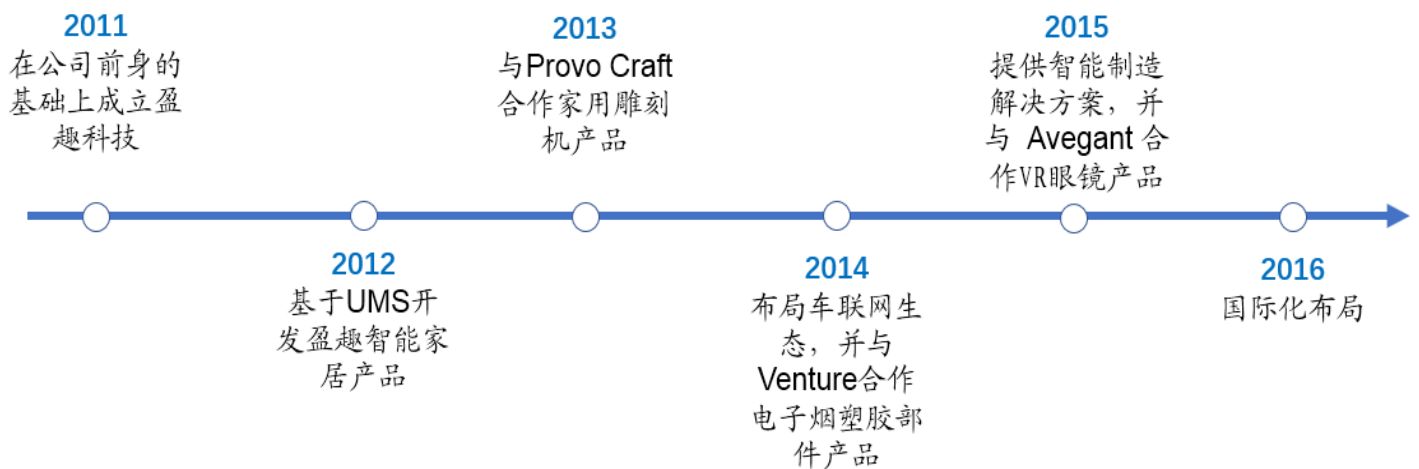 2011
在公司前身的
基础上成立盈
趣科技
2012
基于UMS开
发盈趣智能家
居产品
2013
与Provo Craft
合作家用雕刻
机产品
2014
布局车联网生
态，并与
Venture合作
电子烟塑胶部
件产品
2015
提供智能制造
解决方案，并
与 Avegant 合
作VR眼镜产品
2016
国际化布局